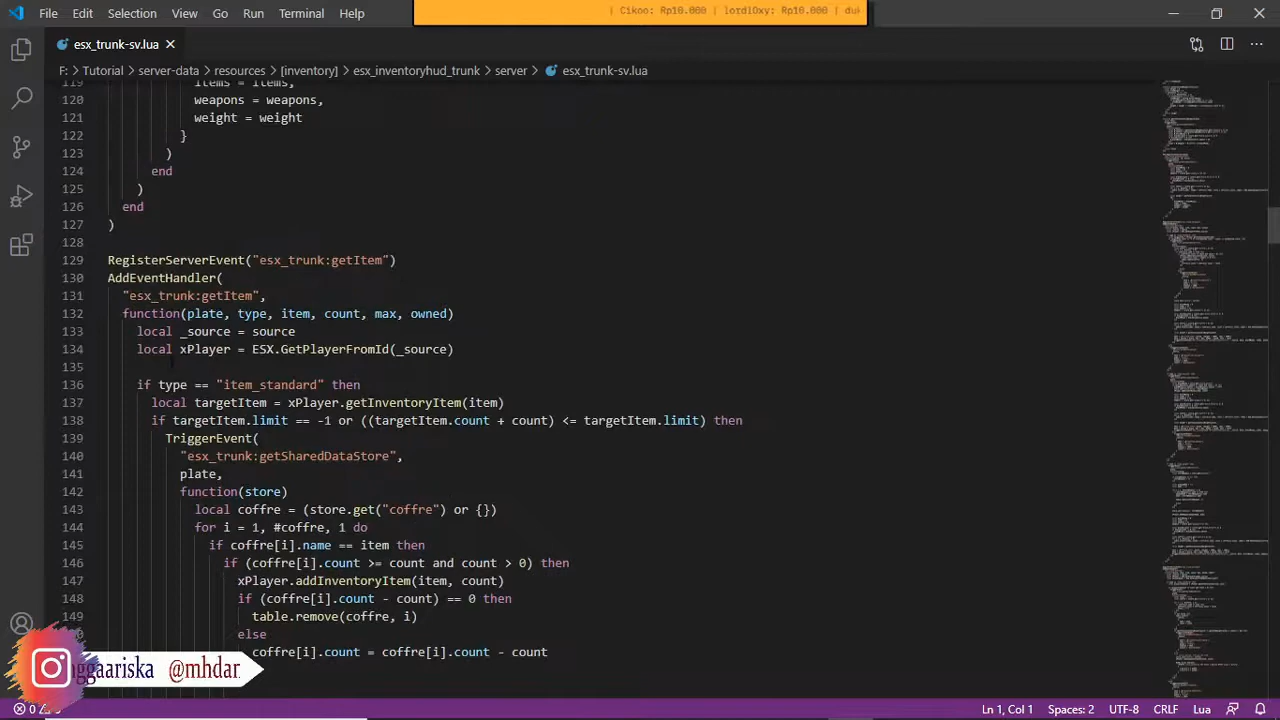 File Edit Selection View Go Run Terminal Help
| Cikoo: Rp10.000 | lordl0xy: Rp10.000 |
esx_trunk-sv.lua
F: > Tutorial > server-data > resources > [inventory] > esx_inventoryhud_trunk > server > esx_trunk-sv.lua
119 items = items,
120 weapons = weapons,
121 weight = weight
122 }
123 )
124 end
125 )
126 end
127 )
128
129 RegisterServerEvent("esx_trunk:getItem")
130 AddEventHandler(
131 "esx_trunk:getItem",
132 function(plate, type, item, count, max, owned)
133 local _source = source
134 local xPlayer = ESX.GetPlayerFromId(_source)
135
136 if type == "item_standard" then
137 local targetItem = xPlayer.getInventoryItem(item)
138 if targetItem.limit == -1 or ((targetItem.count + count) <= targetItem.limit) then
139 TriggerEvent(
140 "esx_trunk:getSharedDataStore",
141 plate,
142 function(store)
143 local coffre = store.get("coffre") or {}
144 for i = 1, #coffre do
145 if coffre[i].name == item then
146 if (coffre[i].count >= count and count > 0) then
147 xPlayer.addInventoryItem(item, count)
148 if (coffre[i].count - count) == 0 then
149 table.remove(coffre, i)
else
coffre[i].count = coffre[i].count - count
ggaariska @mhdar
Ln 1, Col 1 Spaces: 2 UTF-8 CRLF Lua